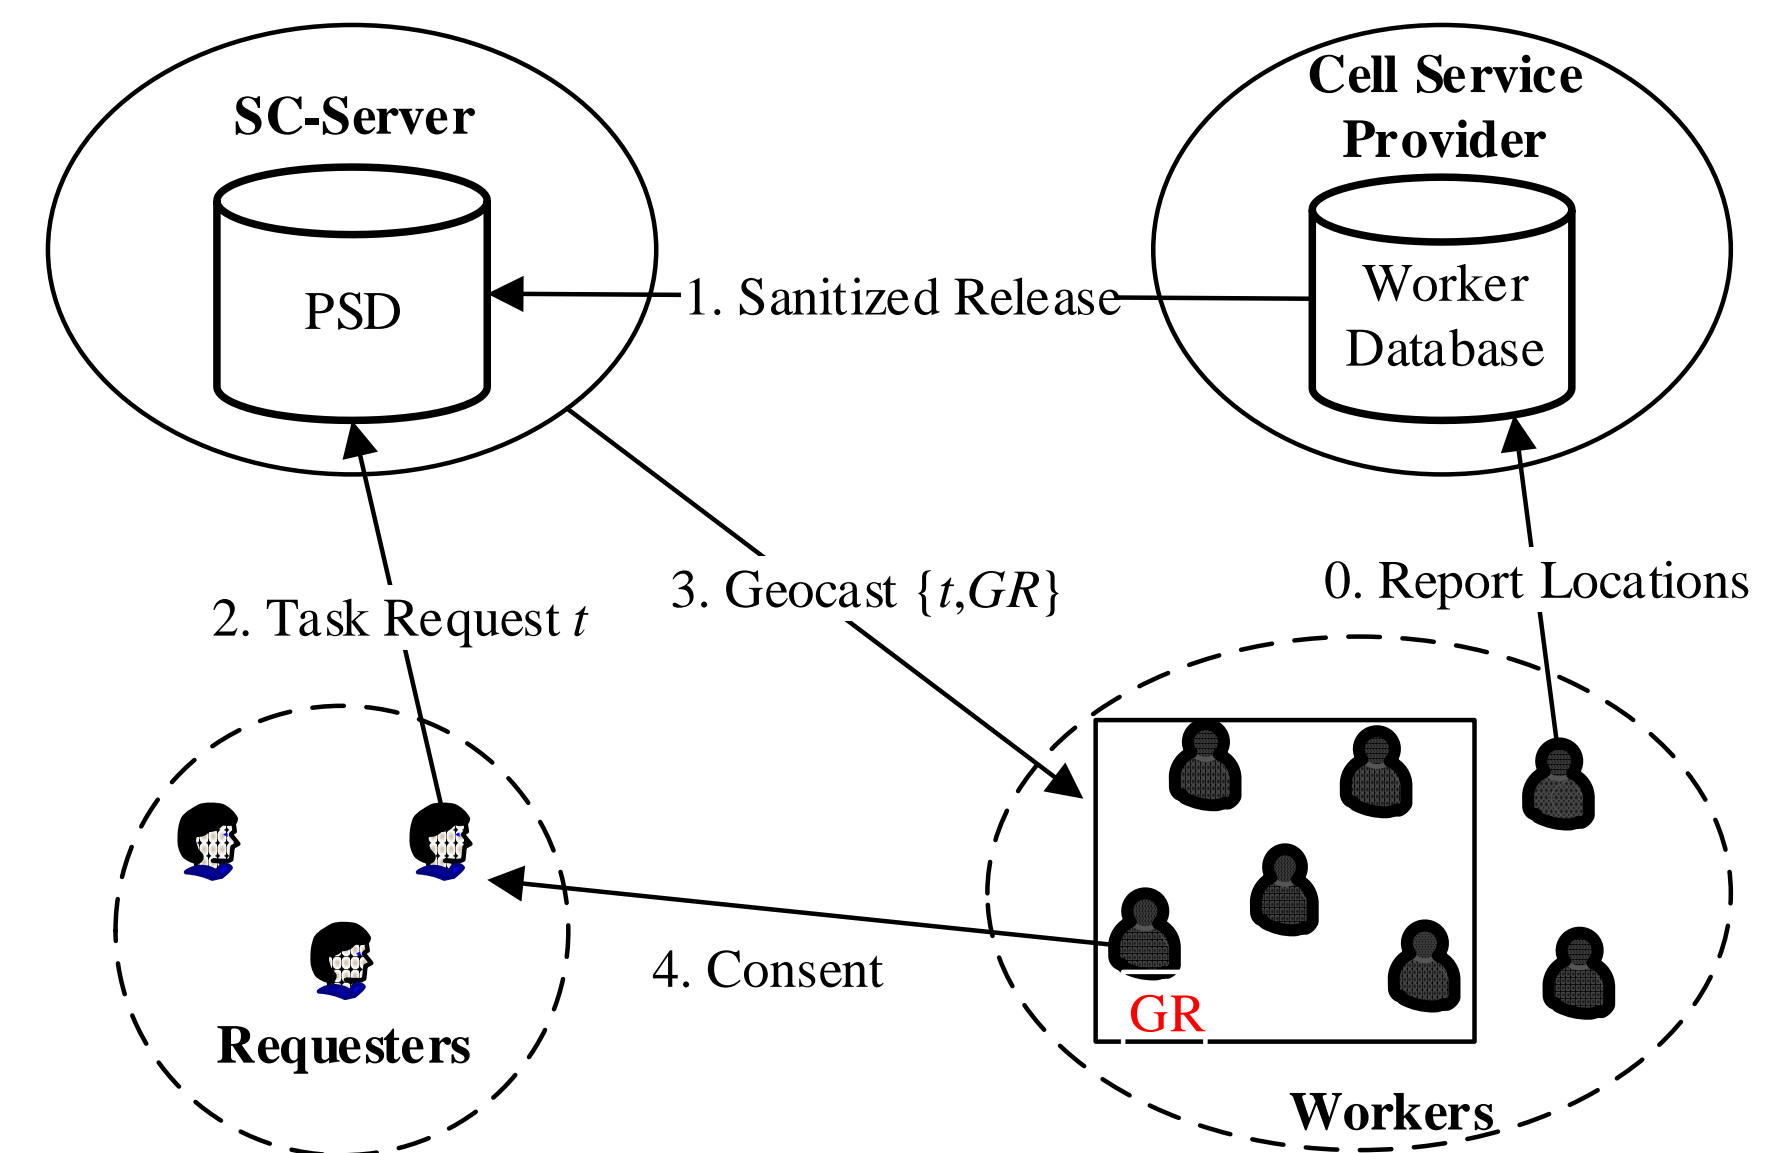 SC-Server
PSD
Cell Service
Provider
Worker
Database
1. Sanitized Release
2. Task Request t
3. Geocast {t,GR}
0. Report Locations
4. Consent
GR
Requesters
Workers